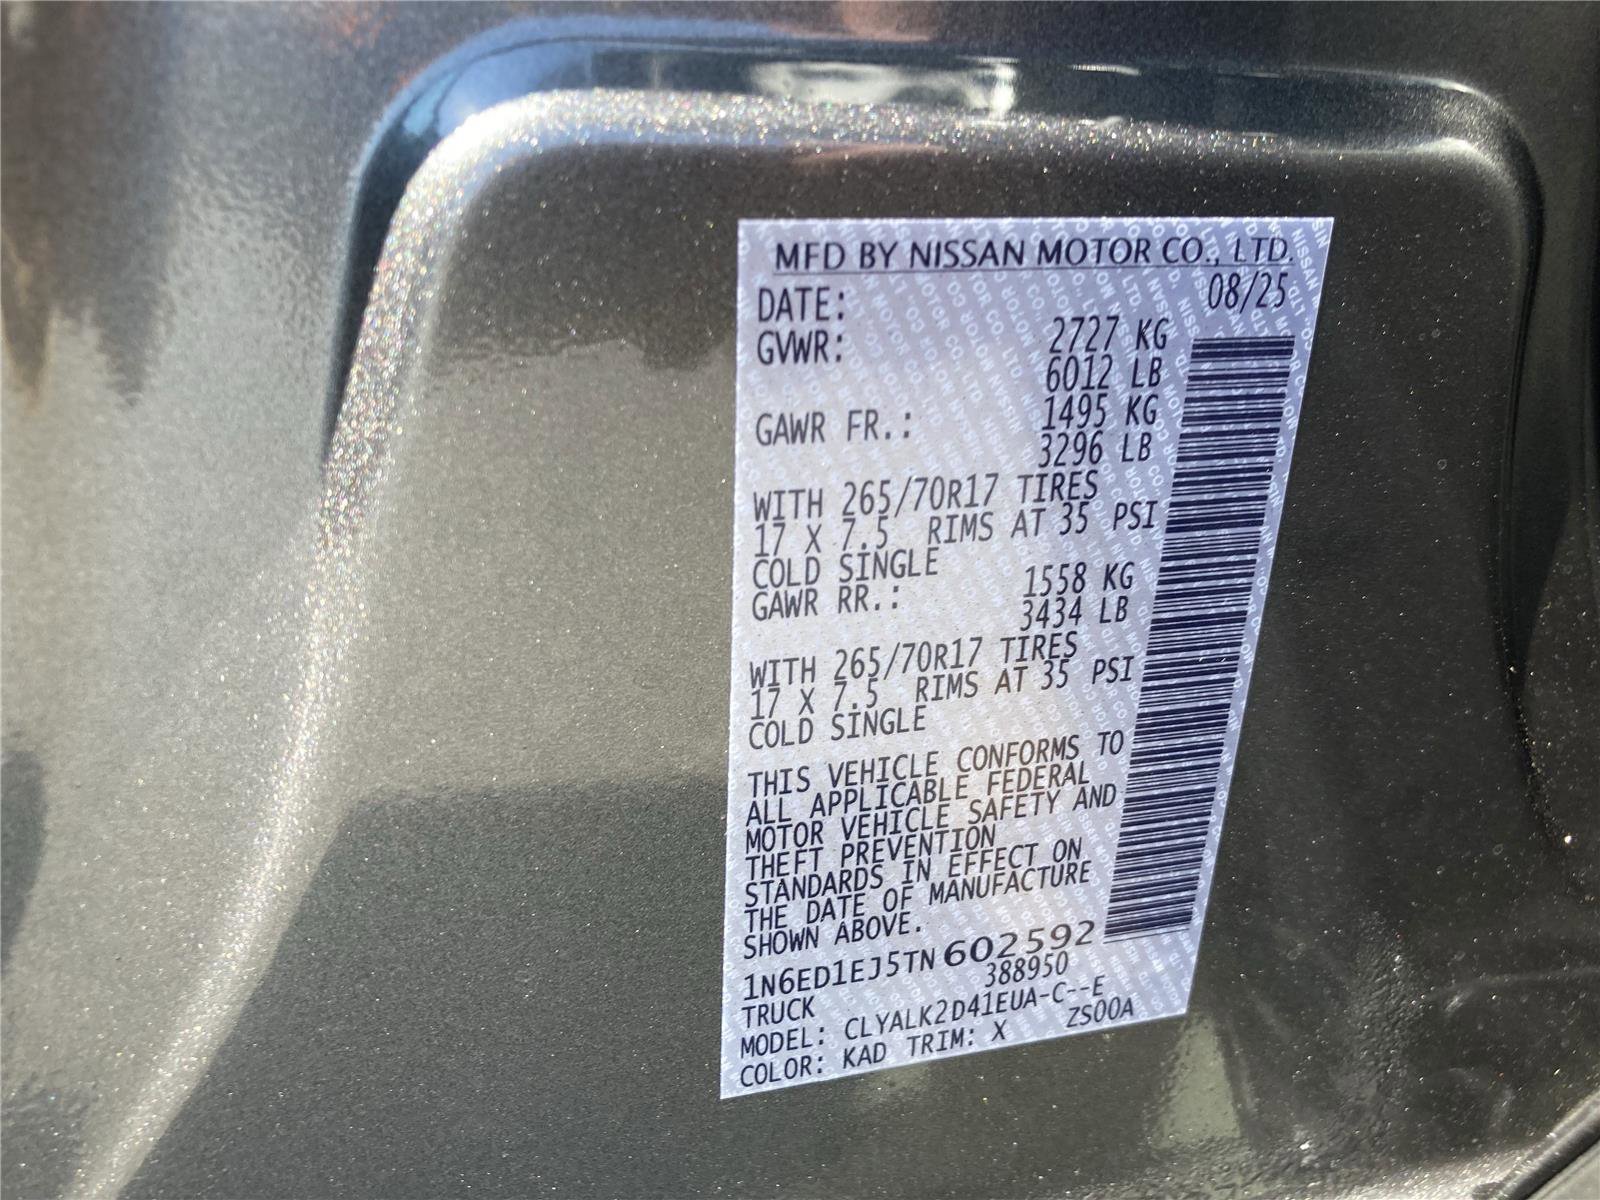 MFD BY NISSAN MOTOR CO., LTD.
DATE: 08/25
GVWR: 2727 KG
6012 LB
GAWR FR.: 1495 KG
3296 LB
WITH 265/70R17 TIRES
17 X 7.5 RIMS AT 35 PSI
COLD SINGLE
GAWR RR.: 1558 KG
3434 LB
WITH 265/70R17 TIRES
17 X 7.5 RIMS AT 35 PSI
COLD SINGLE
THIS VEHICLE CONFORMS TO
ALL APPLICABLE FEDERAL
MOTOR VEHICLE SAFETY AND
THEFT PREVENTION
STANDARDS IN EFFECT ON
THE DATE OF MANUFACTURE
SHOWN ABOVE.
1N6ED1EJ5TN602592
TRUCK 388950
MODEL: CLYALK2D41EUA-C--E
COLOR: KAD TRIM: X ZS00A